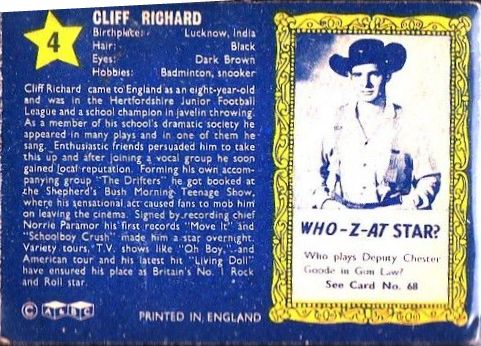 4
CLIFF RICHARD
Birthplace: Lucknow, India
Hair: Black
Eyes: Dark Brown
Hobbies: Badminton, snooker
Cliff Richard came to England as an eight-year-old
and was in the Hertfordshire Junior Football
League and a school champion in javelin throwing.
As a member of his school's dramatic society he
appeared in many plays and in one of them he
sang. Enthusiastic friends persuaded him to take
this up and after joining a vocal group he soon
gained local reputation. Forming his own accom-
panying group "The Drifters" he got booked at
the Shepherd's Bush Morning Teenage Show,
where his sensational act caused fans to mob him
on leaving the cinema. Signed by recording chief
Norrie Paramor his first records "Move It" and
"Schoolboy Crush" made him a star overnight.
Variety tours, T.V. shows like "Oh Boy," and
American tour and his latest hit "Living Doll"
have ensured his place as Britain's No. 1 Rock
and Roll star.
© A.&B.C
PRINTED IN ENGLAND
WHO-Z-AT STAR?
Who plays Deputy Chester
Goode in Gun Law?
See Card No. 68